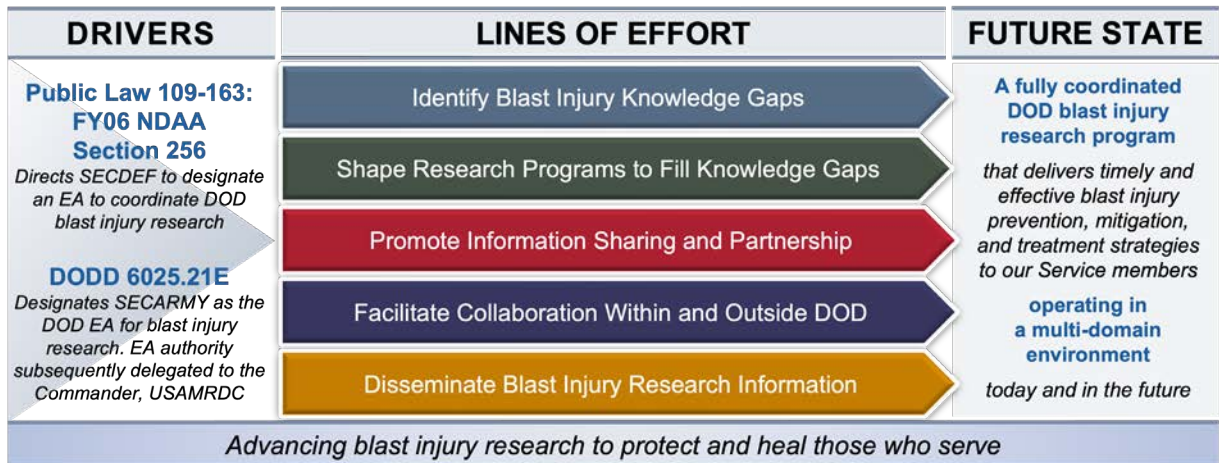 DRIVERS
Public Law 109-163:
FY06 NDAA
Section 256
Directs SECDEF to designate
an EA to coordinate DOD
blast injury research
DODD 6025.21E
Designates SECARMY as the
DOD EA for blast injury
research. EA authority
subsequently delegated to the
Commander, USAMRDC
LINES OF EFFORT
Identify Blast Injury Knowledge Gaps
Shape Research Programs to Fill Knowledge Gaps
Promote Information Sharing and Partnership
Facilitate Collaboration Within and Outside DOD
Disseminate Blast Injury Research Information
FUTURE STATE
A fully coordinated
DOD blast injury
research program
that delivers timely and
effective blast injury
prevention, mitigation,
and treatment strategies
to our Service members
operating in
a multi-domain
environment
today and in the future
Advancing blast injury research to protect and heal those who serve